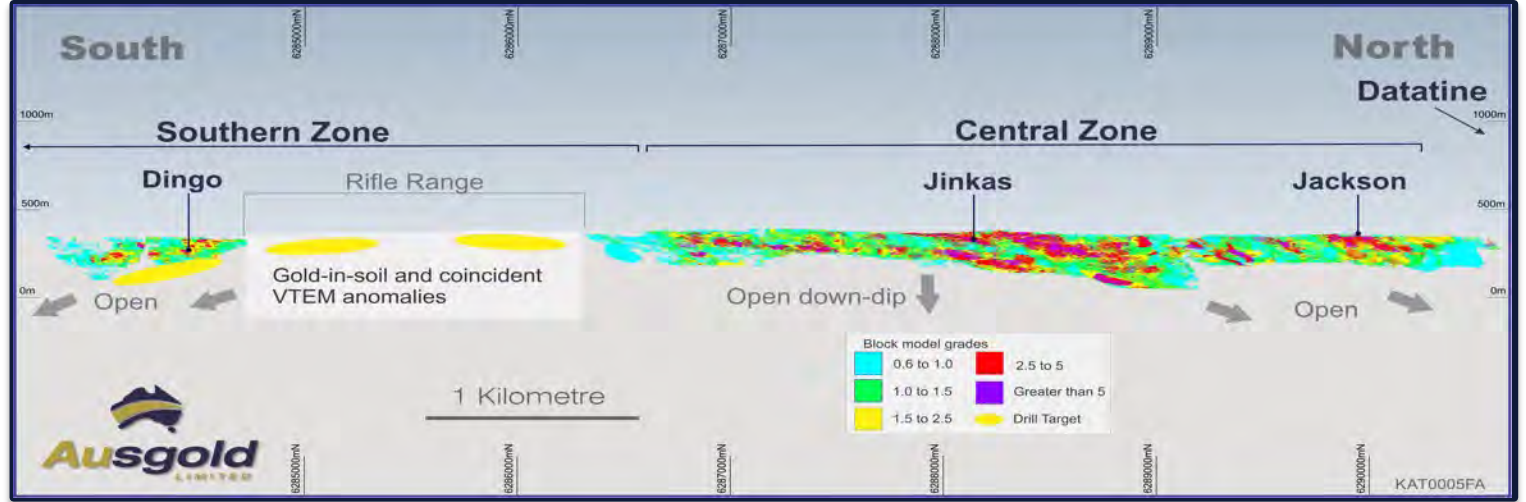 South
North
6285000mN
6286000mN
6287000mN
6288000mN
6289000mN
Datatine
1000m
1000m
Southern Zone
Central Zone
Dingo
Rifle Range
Jinkas
Jackson
500m
500m
Gold-in-soil and coincident
VTEM anomalies
0m
0m
Open
Open down-dip
Open
Block model grades
0.6 to 1.0
2.5 to 5
1.0 to 1.5
Greater than 5
1.5 to 2.5
Drill Target
1 Kilometre
Ausgold
LIMITED
6285000mN
6286000mN
6287000mN
6288000mN
6289000mN
6290000mN
KAT0005FA